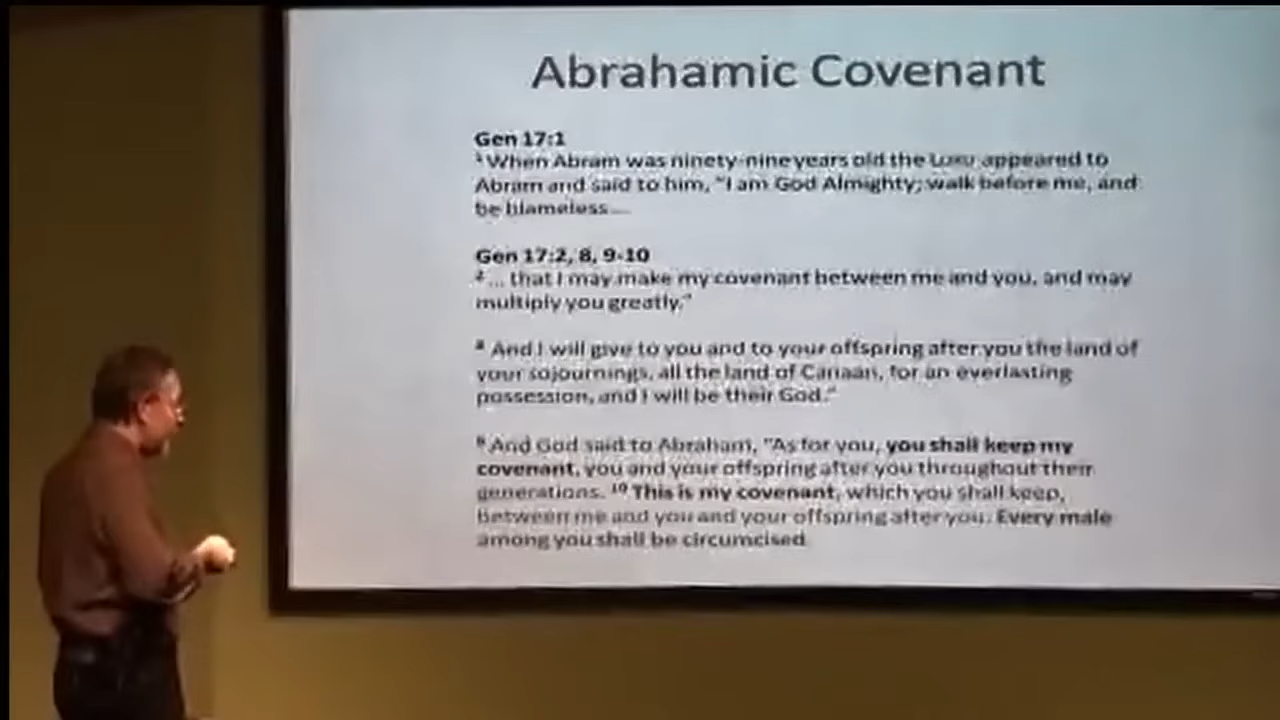 Abrahamic Covenant
Gen 17:1
¹ When Abram was ninety-nine years old the LORD appeared to
Abram and said to him, "I am God Almighty; walk before me, and
be blameless....
Gen 17:2, 8, 9-10
² ... that I may make my covenant between me and you, and may
multiply you greatly."
⁸ And I will give to you and to your offspring after you the land of
your sojournings, all the land of Canaan, for an everlasting
possession, and I will be their God."
⁹ And God said to Abraham, "As for you, you shall keep my
covenant, you and your offspring after you throughout their
generations. ¹⁰ This is my covenant, which you shall keep,
between me and you and your offspring after you: Every male
among you shall be circumcised.